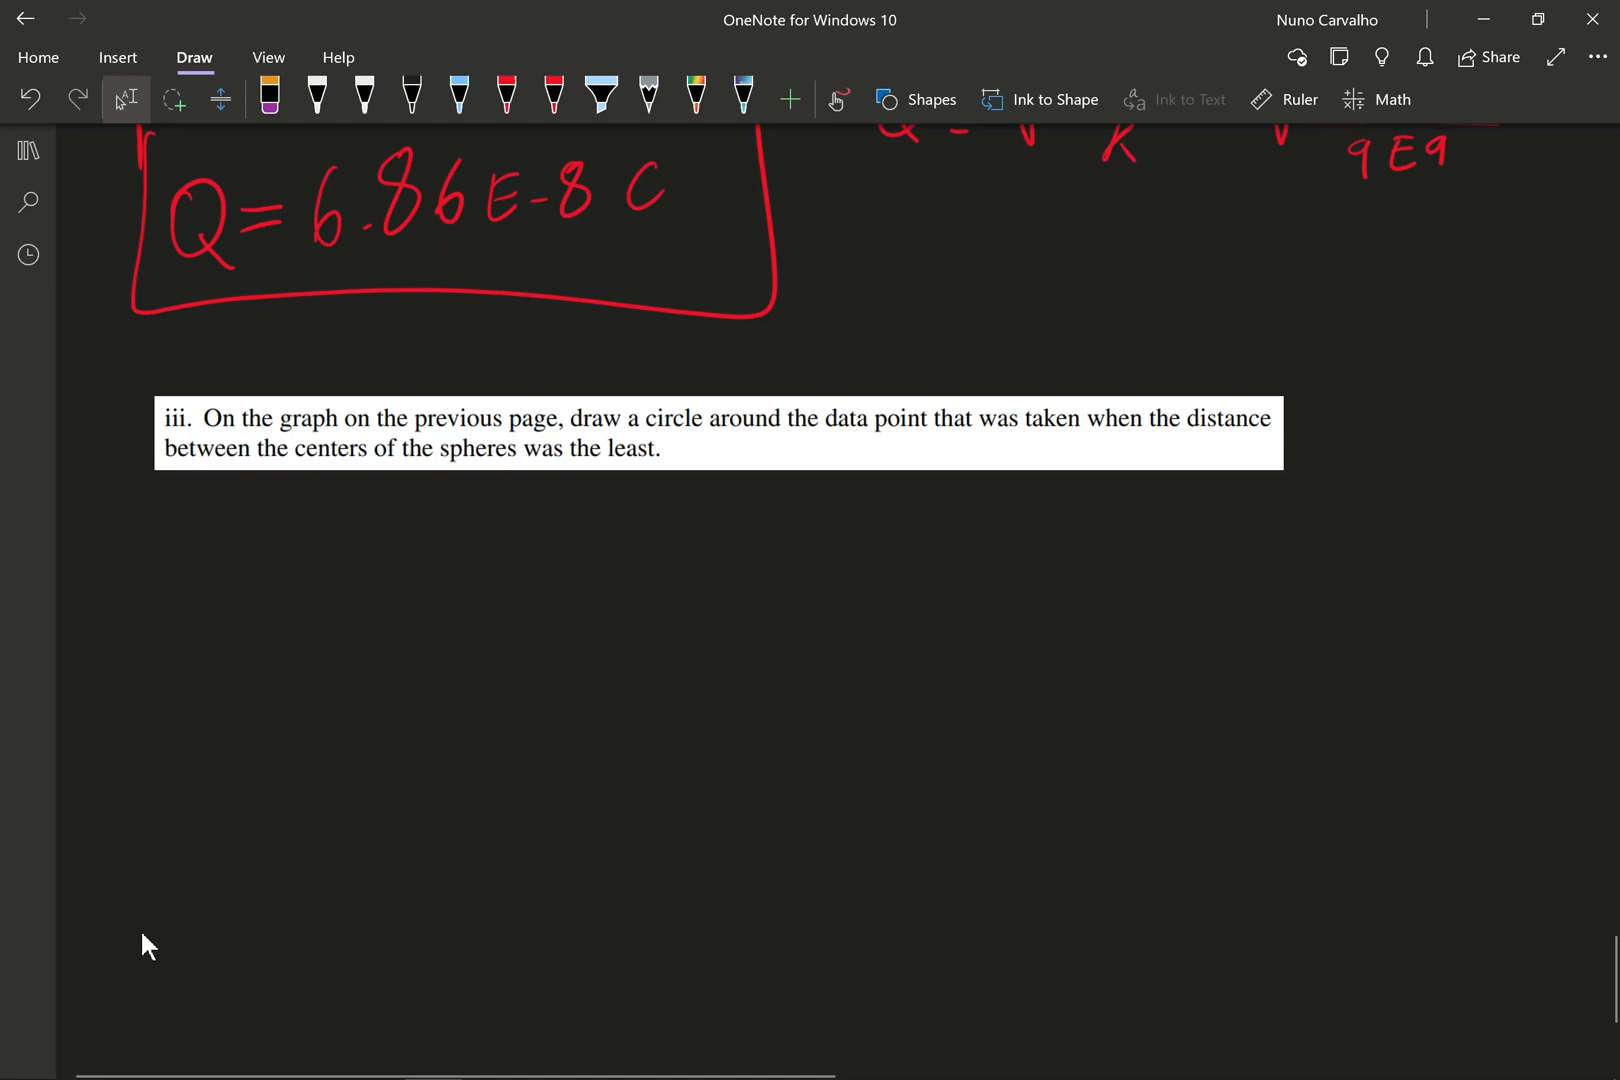 OneNote for Windows 10
Nuno Carvalho
Home Insert Draw View Help
Share
Shapes Ink to Shape Ink to Text Ruler Math
K
9E9
Q = 6.86E-8 C
iii. On the graph on the previous page, draw a circle around the data point that was taken when the distance
between the centers of the spheres was the least.